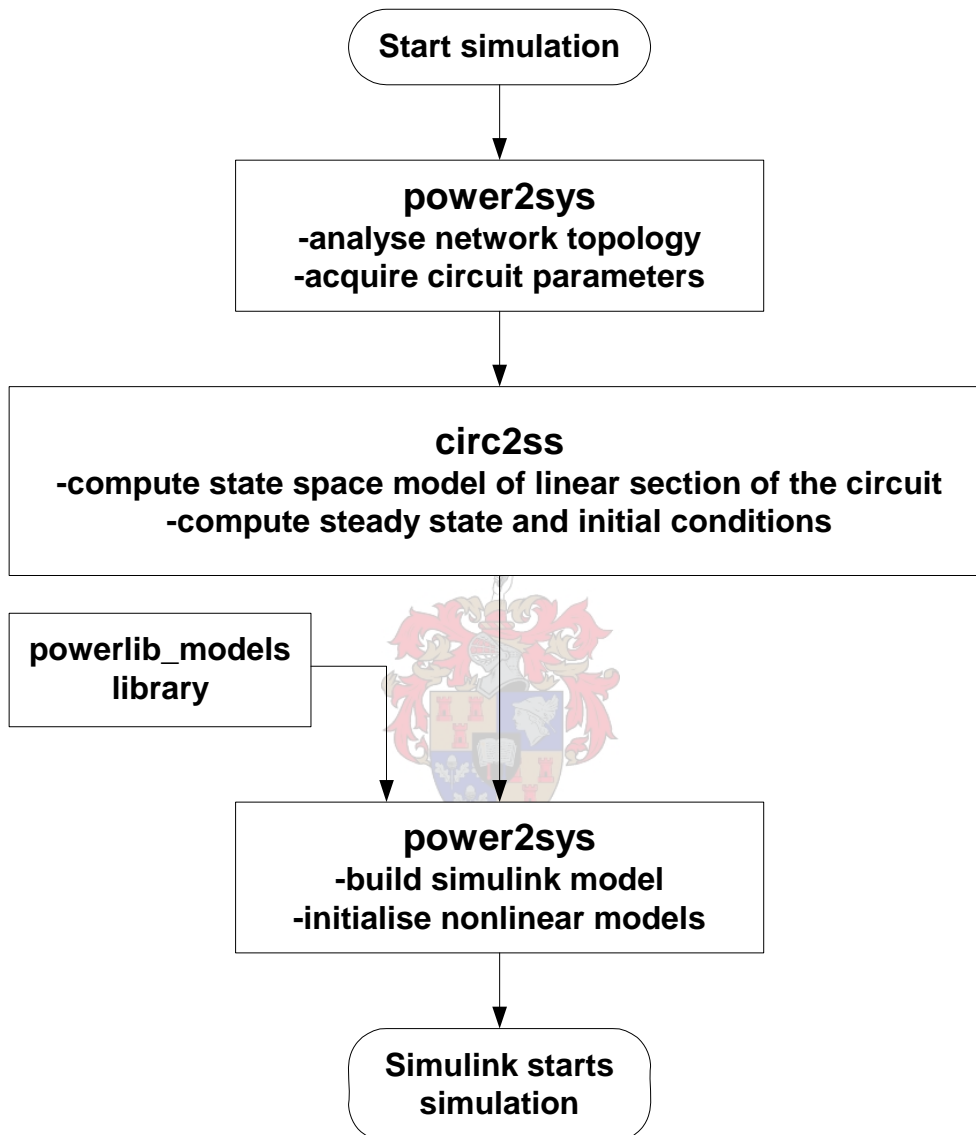 Start simulation
power2sys
-analyse network topology
-acquire circuit parameters
circ2ss
-compute state space model of linear section of the circuit
-compute steady state and initial conditions
powerlib_models
library
power2sys
-build simulink model
-initialise nonlinear models
Simulink starts
simulation